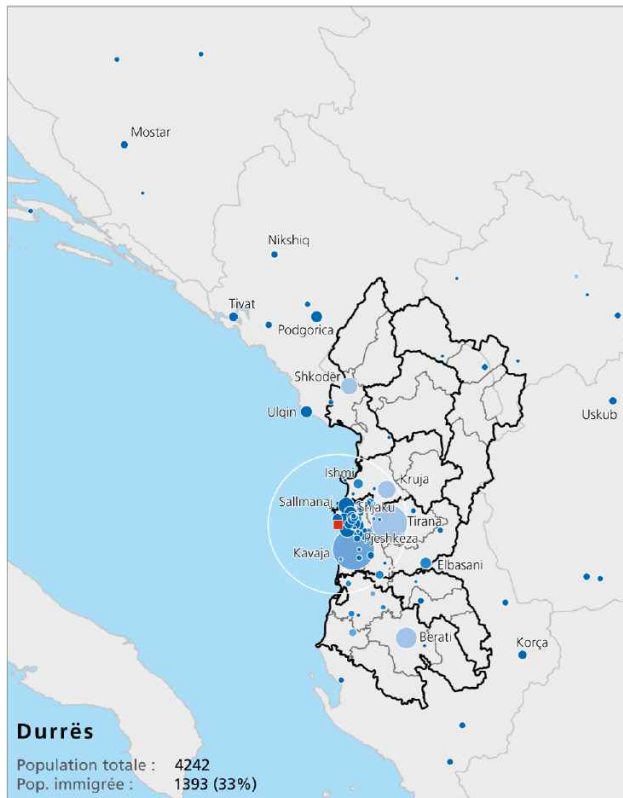 Mostar
Nikshiq
Tivat
Podgorica
Shkodër
Ulqin
Uskub
Ishmi
Kruja
Sallmanaj
Shijaku
Tirana
Pjeshkeza
Kavaja
Elbasani
Berati
Korça
Durrës
Population totale : 4242
Pop. immigrée : 1393 (33%)